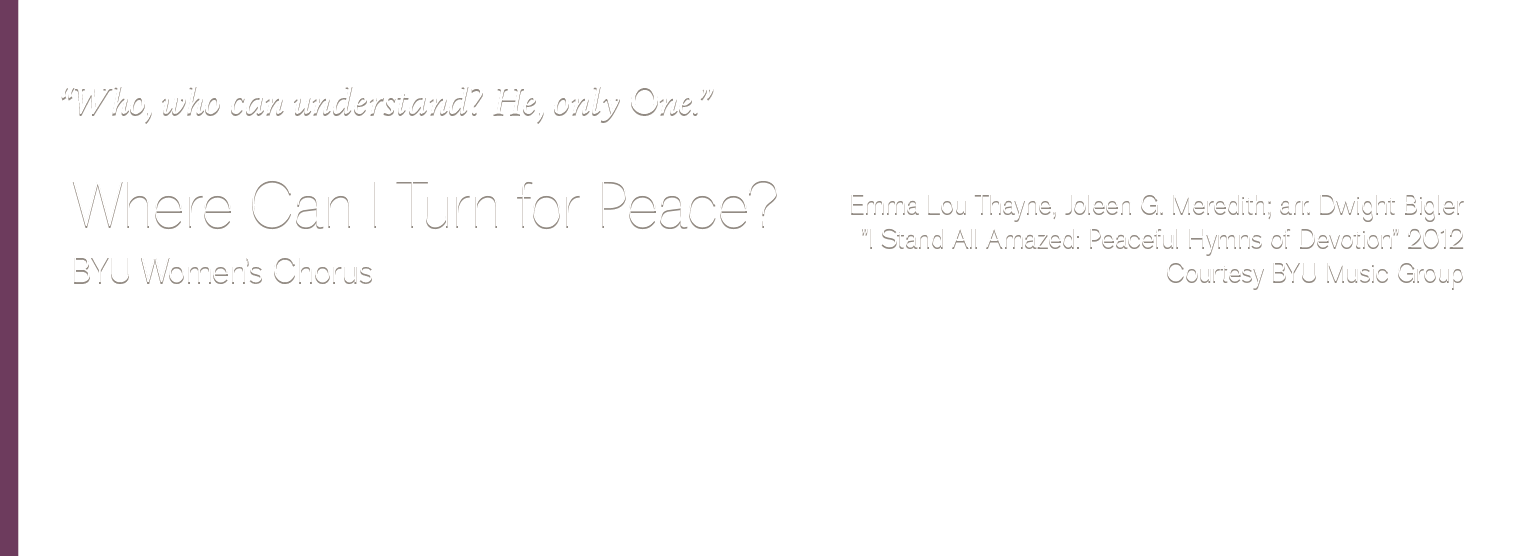 “Who, who can understand? He, only One.”
Where Can I Turn for Peace?
BYU Women's Chorus
Emma Lou Thayne, Joleen G. Meredith; arr. Dwight Bigler
"I Stand All Amazed: Peaceful Hymns of Devotion" 2012
Courtesy BYU Music Group